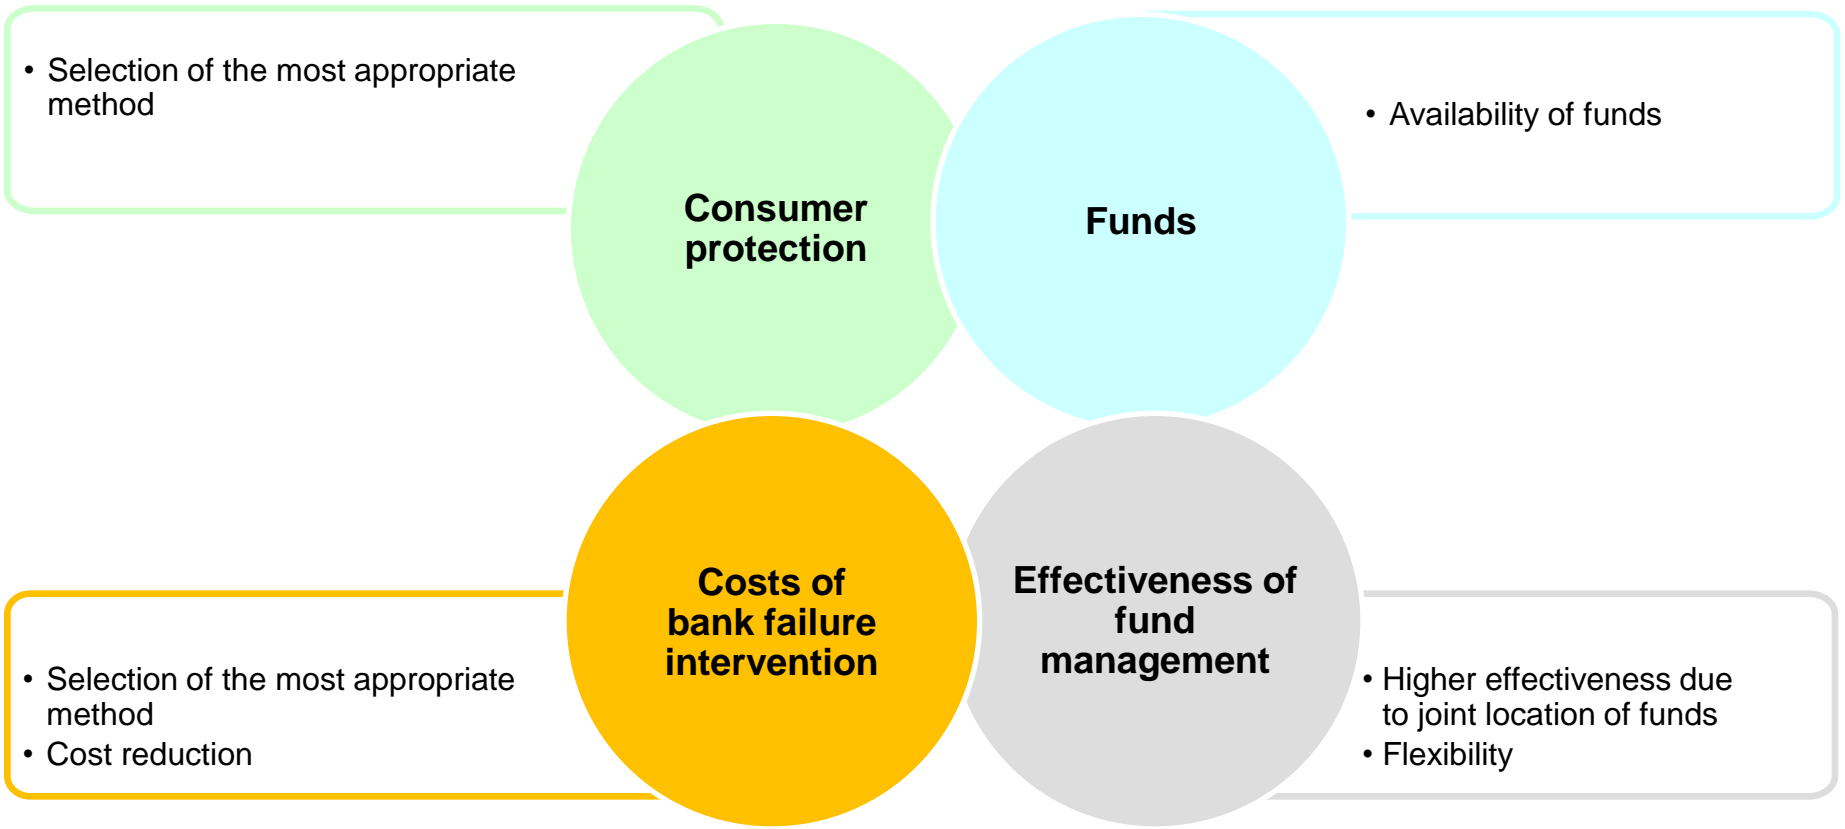 • Selection of the most appropriate
method
Consumer
protection
Funds
• Availability of funds
Costs of
bank failure
intervention
• Selection of the most appropriate
method
• Cost reduction
Effectiveness of
fund
management
• Higher effectiveness due
to joint location of funds
• Flexibility